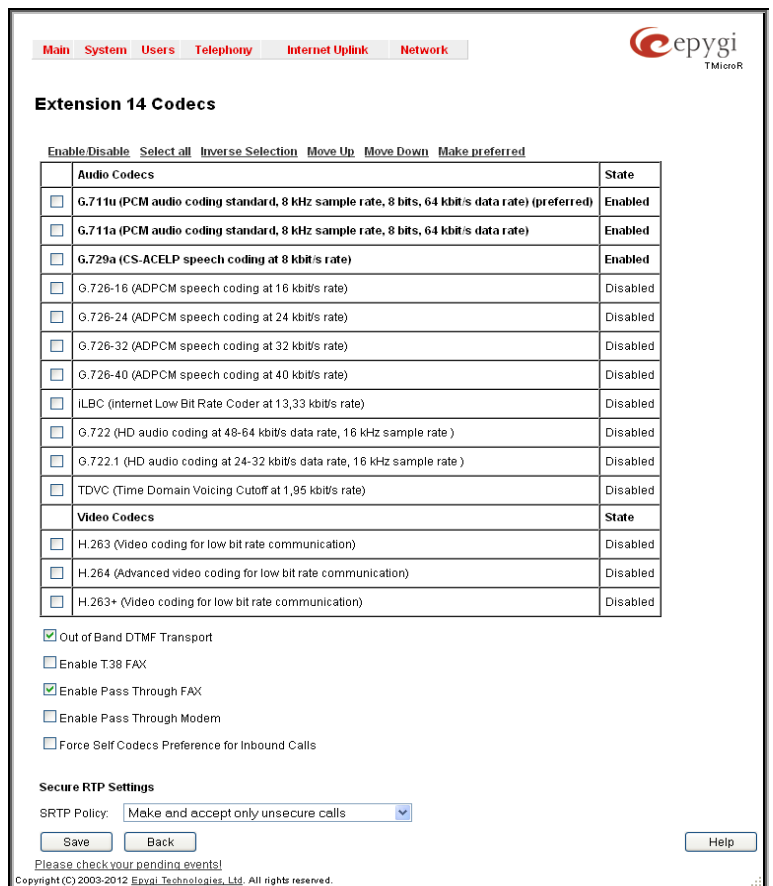 epygi
TMicroR
Main System Users Telephony Internet Uplink Network
Extension 14 Codecs
Enable/Disable Select all Inverse Selection Move Up Move Down Make preferred
Audio Codecs State
G.711u (PCM audio coding standard, 8 kHz sample rate, 8 bits, 64 kbit/s data rate) (preferred) Enabled
G.711a (PCM audio coding standard, 8 kHz sample rate, 8 bits, 64 kbit/s data rate) Enabled
G.729a (CS-ACELP speech coding at 8 kbit/s rate) Enabled
G.726-16 (ADPCM speech coding at 16 kbit/s rate) Disabled
G.726-24 (ADPCM speech coding at 24 kbit/s rate) Disabled
G.726-32 (ADPCM speech coding at 32 kbit/s rate) Disabled
G.726-40 (ADPCM speech coding at 40 kbit/s rate) Disabled
iLBC (internet Low Bit Rate Coder at 13,33 kbit/s rate) Disabled
G.722 (HD audio coding at 48-64 kbit/s data rate, 16 kHz sample rate ) Disabled
G.722.1 (HD audio coding at 24-32 kbit/s data rate, 16 kHz sample rate ) Disabled
TDVC (Time Domain Voicing Cutoff at 1,95 kbit/s rate) Disabled
Video Codecs State
H.263 (Video coding for low bit rate communication) Disabled
H.264 (Advanced video coding for low bit rate communication) Disabled
H.263+ (Video coding for low bit rate communication) Disabled
Out of Band DTMF Transport
Enable T.38 FAX
Enable Pass Through FAX
Enable Pass Through Modem
Force Self Codecs Preference for Inbound Calls
Secure RTP Settings
SRTP Policy: Make and accept only unsecure calls
Save Back Help
Please check your pending events!
Copyright (C) 2003-2012 Epygi Technologies, Ltd. All rights reserved.